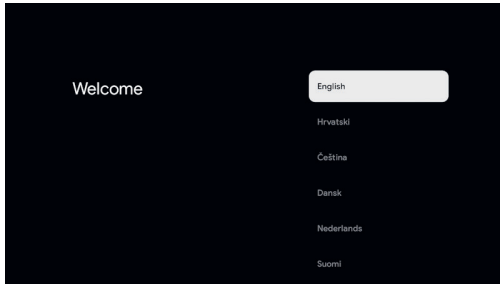 Welcome
English
Hrvatski
Čeština
Dansk
Nederlands
Suomi